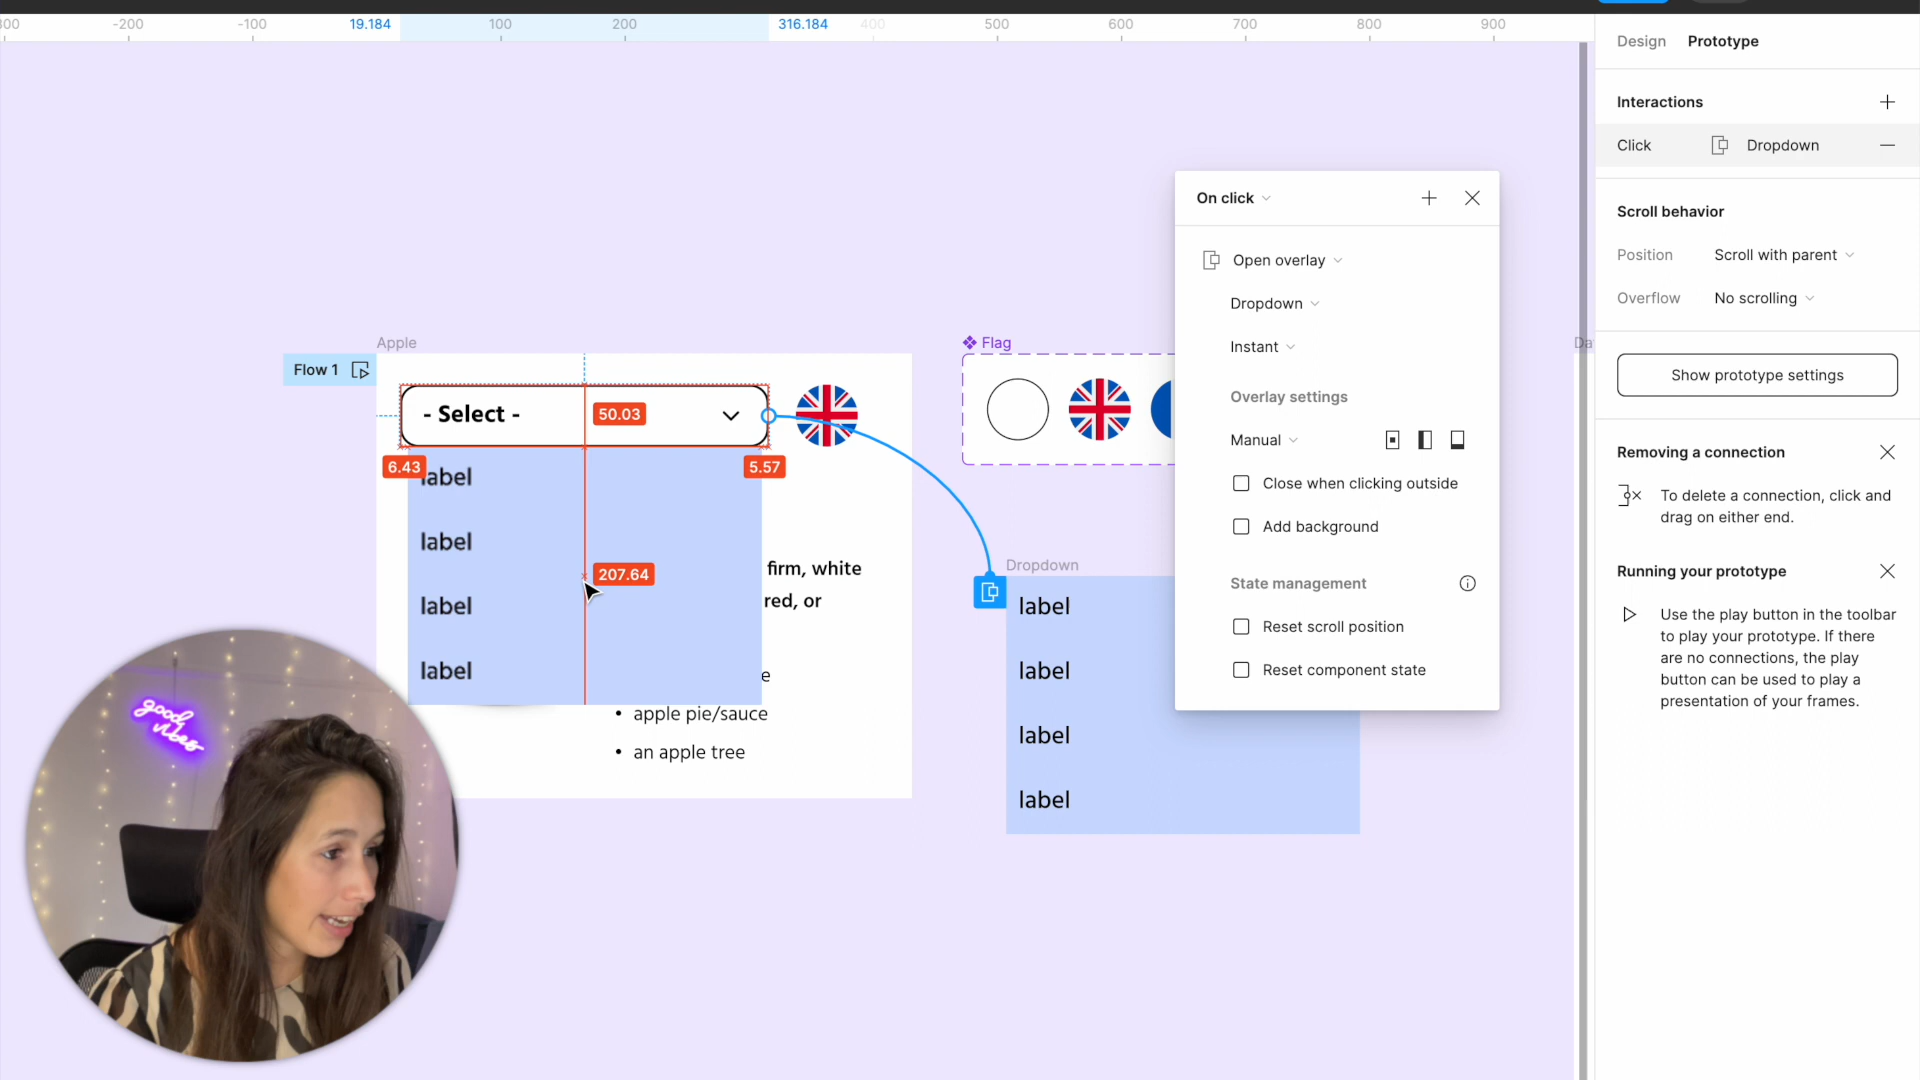 -200
-100
19.184
100
200
316.184
400
500
600
700
800
900
Design
Prototype
Interactions
Click
Dropdown
Scroll behavior
Position
Scroll with parent
Overflow
No scrolling
Show prototype settings
Removing a connection
To delete a connection, click and
drag on either end.
Running your prototype
Use the play button in the toolbar
to play your prototype. If there
are no connections, the play
button can be used to play a
presentation of your frames.
On click
Open overlay
Dropdown
Instant
Overlay settings
Manual
Close when clicking outside
Add background
State management
Reset scroll position
Reset component state
Apple
Flow 1
- Select -
50.03
6.43
5.57
label
label
207.64
label
label
firm, white
red, or
e
• apple pie/sauce
• an apple tree
Flag
Dropdown
label
label
label
label
good
vibes